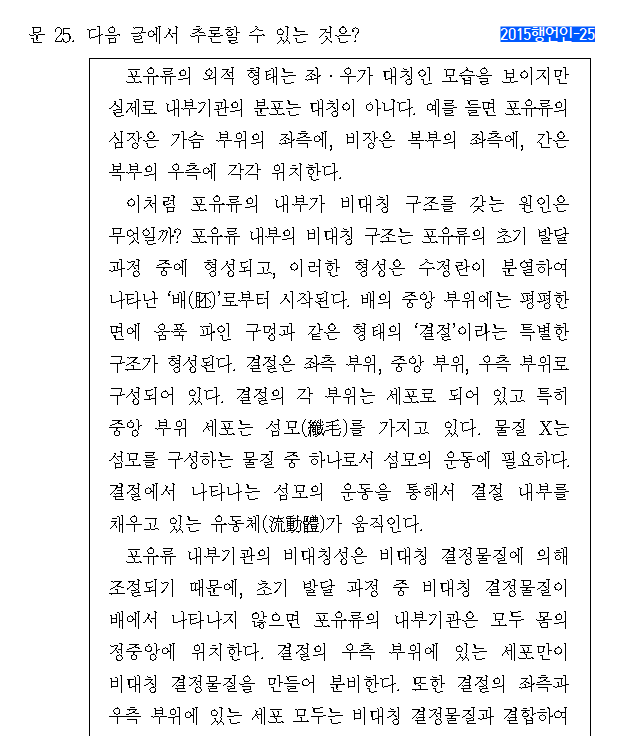 문 25. 다음 글에서 추론할 수 있는 것은?
2015행언인-25
포유류의 외적 형태는 좌·우가 대칭인 모습을 보이지만
실제로 내부기관의 분포는 대칭이 아니다. 예를 들면 포유류의
심장은 가슴 부위의 좌측에, 비장은 복부의 좌측에, 간은
복부의 우측에 각각 위치한다.
이처럼 포유류의 내부가 비대칭 구조를 갖는 원인은
무엇일까? 포유류 내부의 비대칭 구조는 포유류의 초기 발달
과정 중에 형성되고, 이러한 형성은 수정란이 분열하여
나타난 ‘배(胚)’로부터 시작된다. 배의 중앙 부위에는 평평한
면에 움푹 파인 구멍과 같은 형태의 ‘결절’이라는 특별한
구조가 형성된다. 결절은 좌측 부위, 중앙 부위, 우측 부위로
구성되어 있다. 결절의 각 부위는 세포로 되어 있고 특히
중앙 부위 세포는 섬모(纖毛)를 가지고 있다. 물질 X는
섬모를 구성하는 물질 중 하나로서 섬모의 운동에 필요하다.
결절에서 나타나는 섬모의 운동을 통해서 결절 내부를
채우고 있는 유동체(流動體)가 움직인다.
포유류 내부기관의 비대칭성은 비대칭 결정물질에 의해
조절되기 때문에, 초기 발달 과정 중 비대칭 결정물질이
배에서 나타나지 않으면 포유류의 내부기관은 모두 몸의
정중앙에 위치한다. 결절의 우측 부위에 있는 세포만이
비대칭 결정물질을 만들어 분비한다. 또한 결절의 좌측과
우측 부위에 있는 세포 모두는 비대칭 결정물질과 결합하여